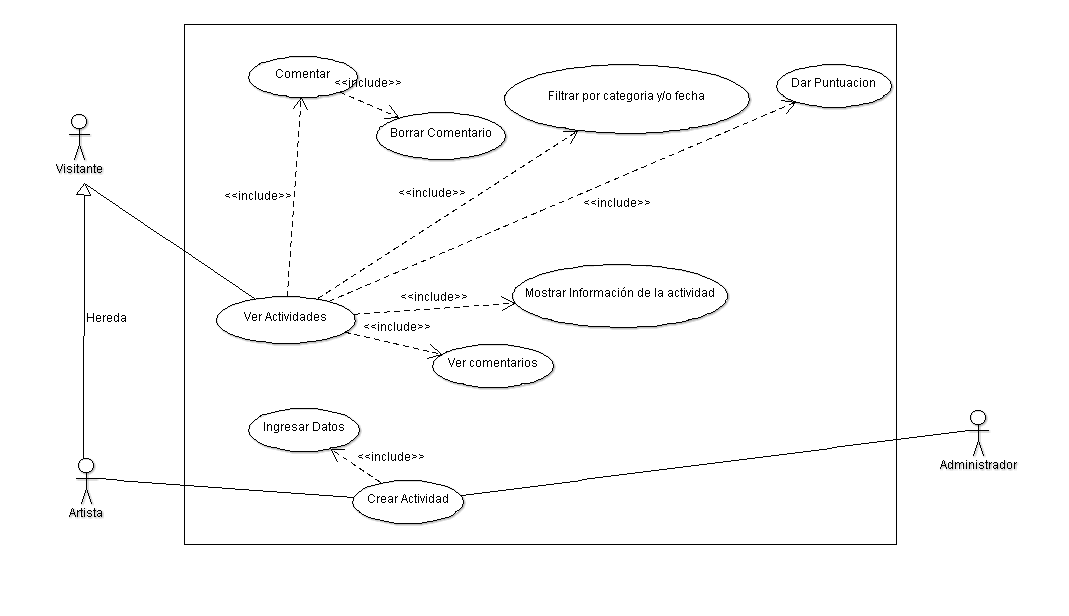 Comentar
<<include>>
Filtrar por categoria y/o fecha
Dar Puntuacion
Borrar Comentario
Visitante
<<include>>
<<include>>
<<include>>
Mostrar Información de la actividad
<<include>>
Ver Actividades
Hereda
<<include>>
Ver comentarios
Ingresar Datos
<<include>>
Administrador
Crear Actividad
Artista